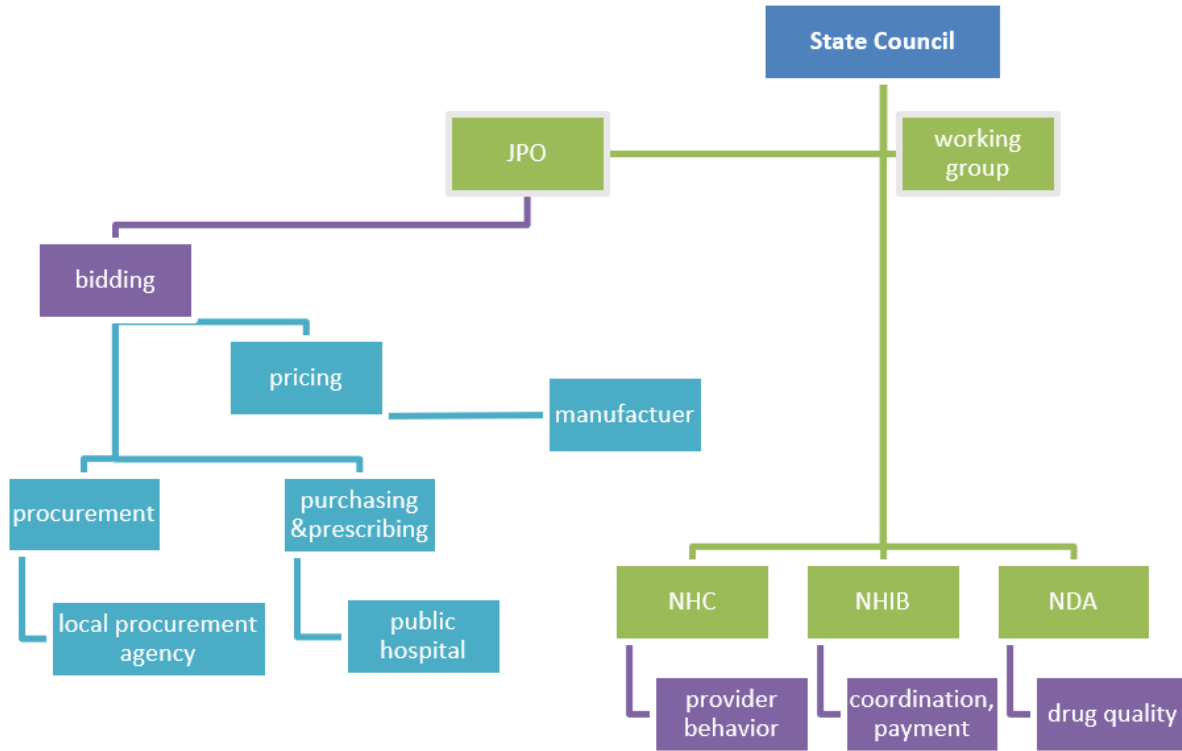 State Council
JPO
working
group
bidding
pricing
manufactuer
procurement
purchasing
&prescribing
local procurement
agency
public
hospital
NHC
NHIB
NDA
provider
behavior
coordination,
payment
drug quality